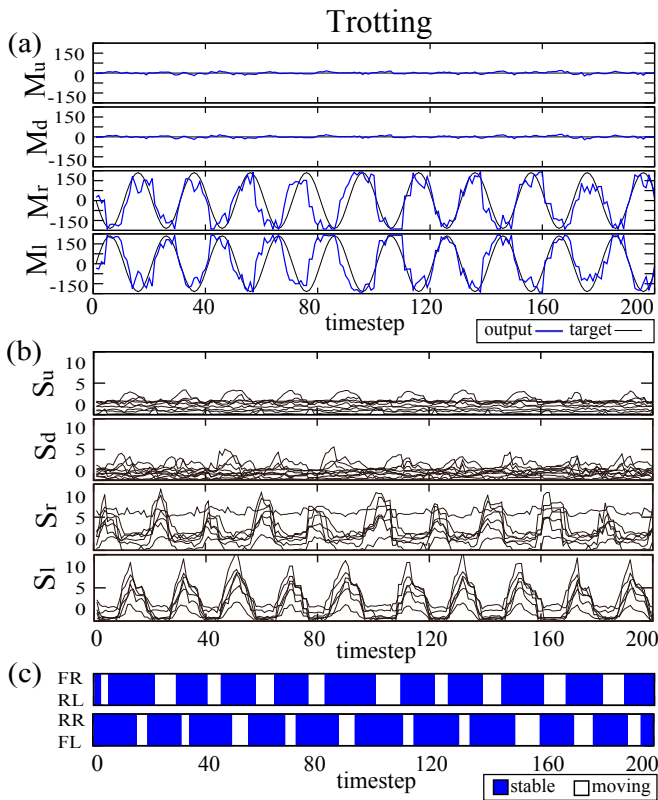 Trotting
(a)
Mu
150
0
-150
Md
150
0
-150
Mr
150
0
-150
Ml
150
0
-150
0 40 80 120 160 200
timestep
output target
(b)
Su
10
5
0
Sd
10
5
0
Sr
10
5
0
Sl
10
5
0
0 40 80 120 160 200
timestep
(c)
FR
RL
RR
FL
0 40 80 120 160 200
timestep
stable moving